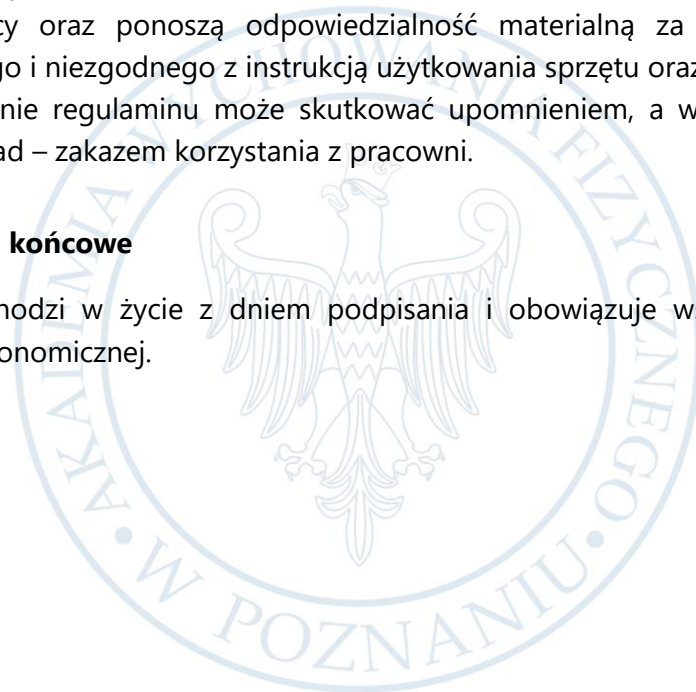 cy oraz ponoszą odpowiedzialność materialną za
go i niezgodnego z instrukcją użytkowania sprzętu oraz
nie regulaminu może skutkować upomnieniem, a w
ad – zakazem korzystania z pracowni.
końcowe
hodzi w życie z dniem podpisania i obowiązuje ws
onomicznej.
AKADEMIA WYCHOWANIA FIZYCZNEGO
• W POZNANIU •